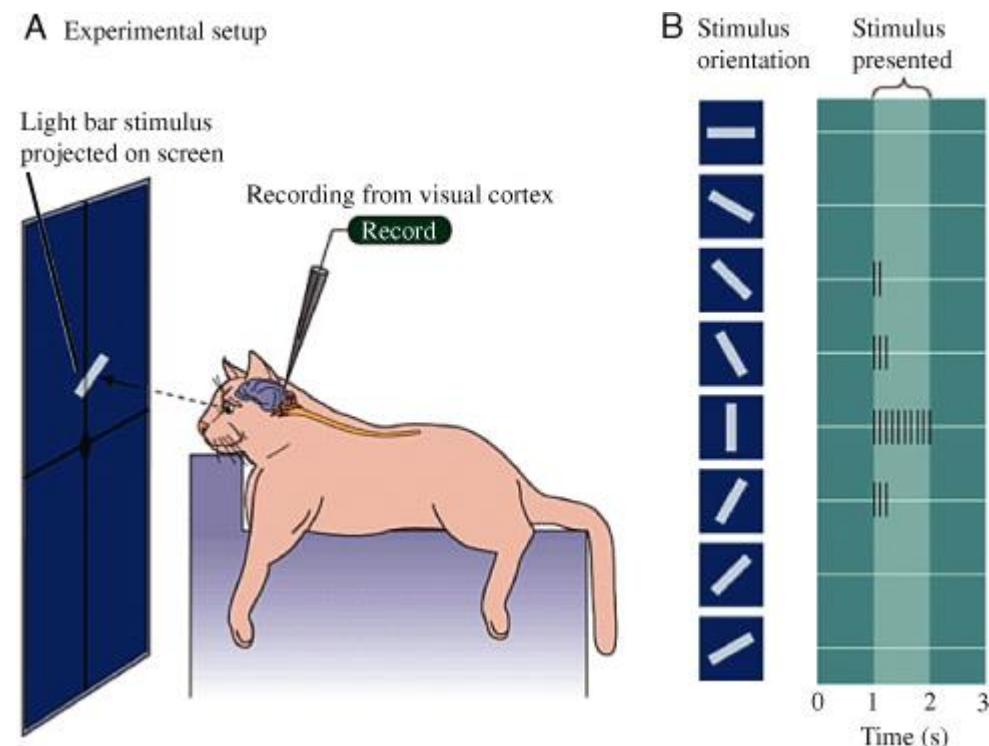 A Experimental setup
Light bar stimulus
projected on screen
Recording from visual cortex
Record
B Stimulus
orientation
Stimulus
presented
0 1 2 3
Time (s)